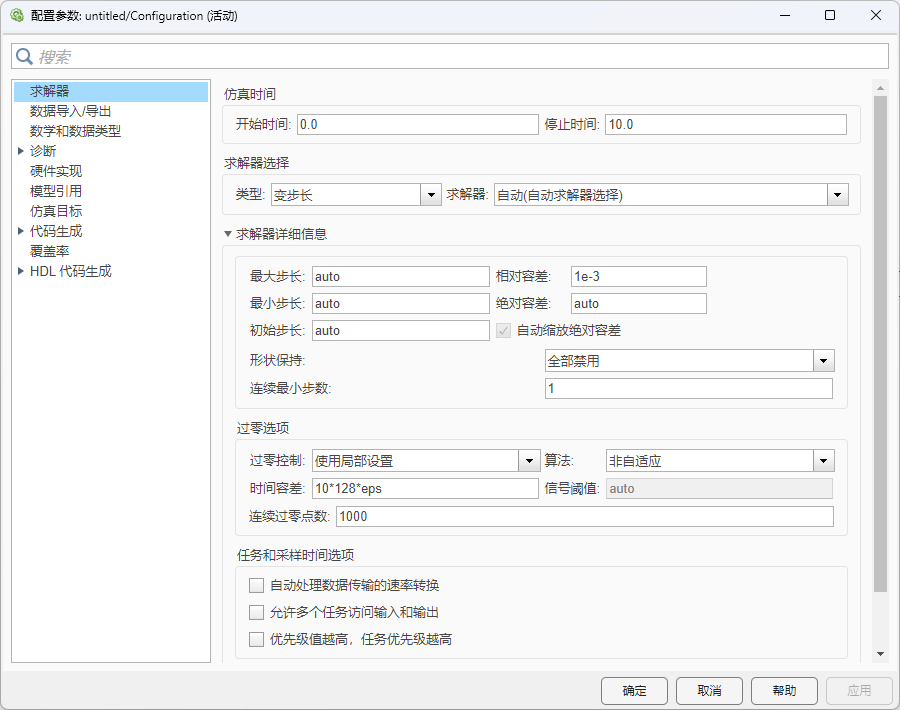 配置参数: untitled/Configuration (活动)
搜索
求解器
数据导入/导出
数学和数据类型
诊断
硬件实现
模型引用
仿真目标
代码生成
覆盖率
HDL 代码生成
仿真时间
开始时间: 0.0 停止时间: 10.0
求解器选择
类型: 变步长 求解器: 自动(自动求解器选择)
求解器详细信息
最大步长: auto 相对容差: 1e-3
最小步长: auto 绝对容差: auto
初始步长: auto 自动缩放绝对容差
形状保持: 全部禁用
连续最小步数: 1
过零选项
过零控制: 使用局部设置 算法: 非自适应
时间容差: 10*128*eps 信号阈值: auto
连续过零点数: 1000
任务和采样时间选项
自动处理数据传输的速率转换
允许多个任务访问输入和输出
优先级值越高，任务优先级越高
确定 取消 帮助 应用